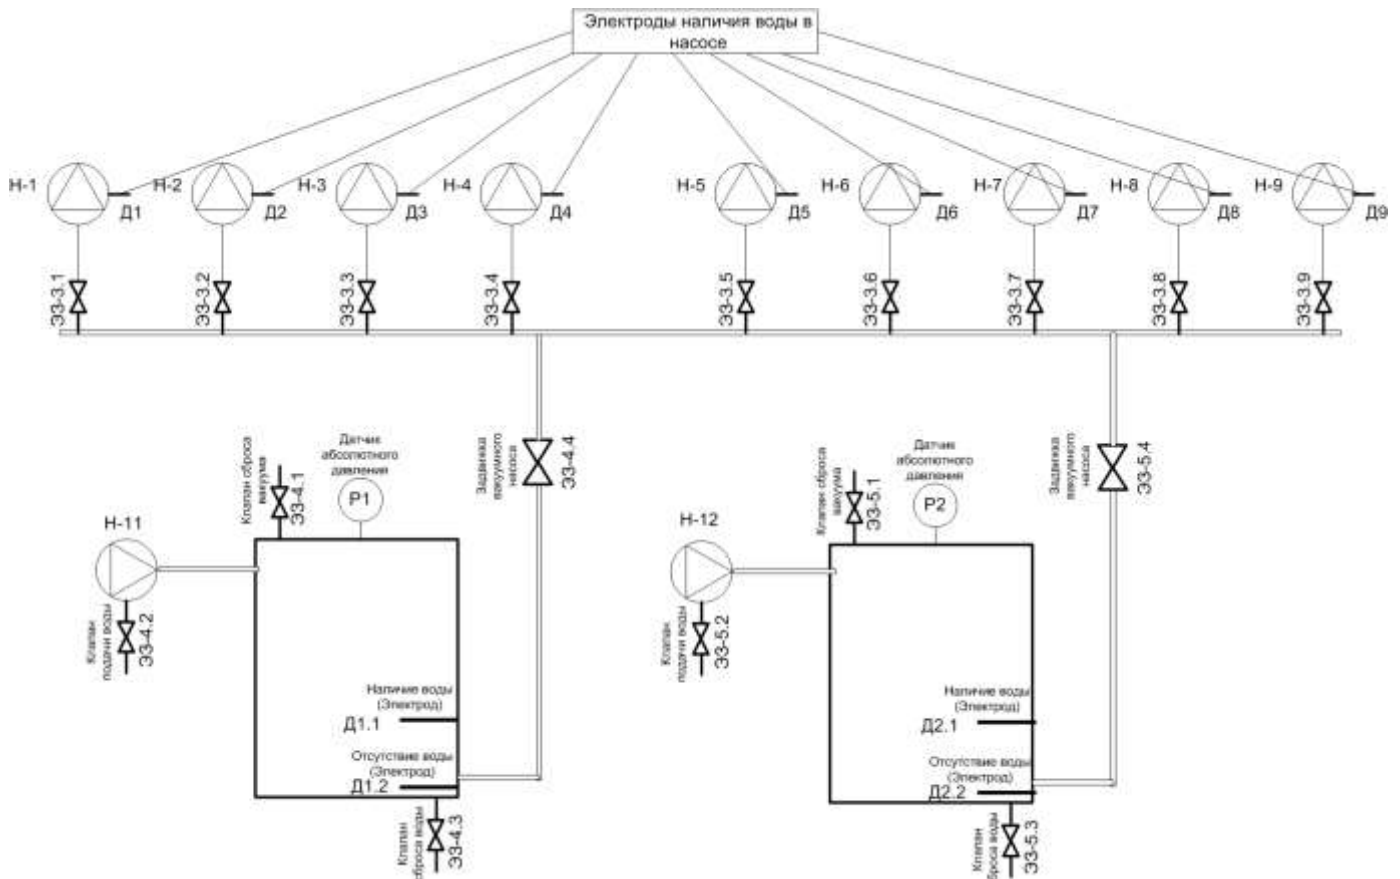 Электроды наличия воды в
насосе
Н-1
Д1
Н-2
Д2
Н-3
Д3
Н-4
Д4
Н-5
Д5
Н-6
Д6
Н-7
Д7
Н-8
Д8
Н-9
Д9
ЭЗ-3.1
ЭЗ-3.2
ЭЗ-3.3
ЭЗ-3.4
ЭЗ-3.5
ЭЗ-3.6
ЭЗ-3.7
ЭЗ-3.8
ЭЗ-3.9
Клапан сброса
вакуума
ЭЗ-4.1
Датчик
абсолютного
давления
Р1
Задвижка
вакуумного
насоса
ЭЗ-4.4
Н-11
Клапан
подачи воды
ЭЗ-4.2
Наличие воды
(Электрод)
Д1.1
Отсутствие воды
(Электрод)
Д1.2
Клапан
сброса воды
ЭЗ-4.3
Клапан сброса
вакуума
ЭЗ-5.1
Датчик
абсолютного
давления
Р2
Задвижка
вакуумного
насоса
ЭЗ-5.4
Н-12
Клапан
подачи воды
ЭЗ-5.2
Наличие воды
(Электрод)
Д2.1
Отсутствие воды
(Электрод)
Д2.2
Клапан
сброса воды
ЭЗ-5.3